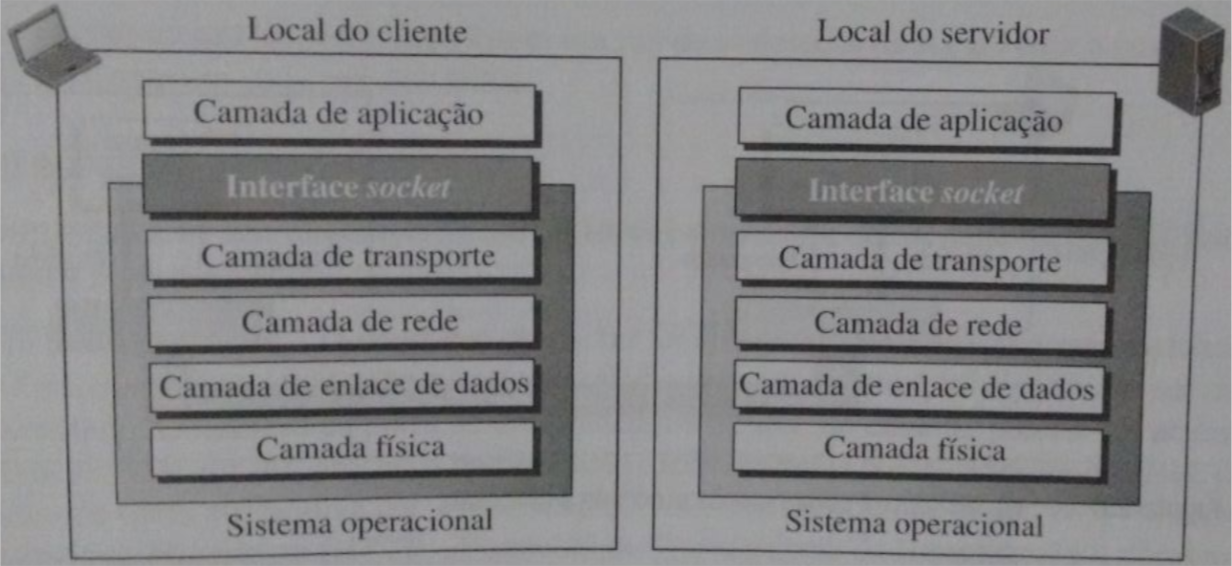 Local do cliente
Camada de aplicação
Interface socket
Camada de transporte
Camada de rede
Camada de enlace de dados
Camada física
Sistema operacional
Local do servidor
Camada de aplicação
Interface socket
Camada de transporte
Camada de rede
Camada de enlace de dados
Camada física
Sistema operacional